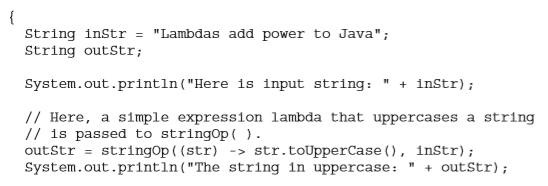 {
String inStr = "Lambdas add power to Java";
String outStr;
System.out.println("Here is input string: " + inStr);
// Here, a simple expression lambda that uppercases a string
// is passed to stringOp( ).
outStr = stringOp((str) -> str.toUpperCase(), inStr);
System.out.println("The string in uppercase: " + outStr);